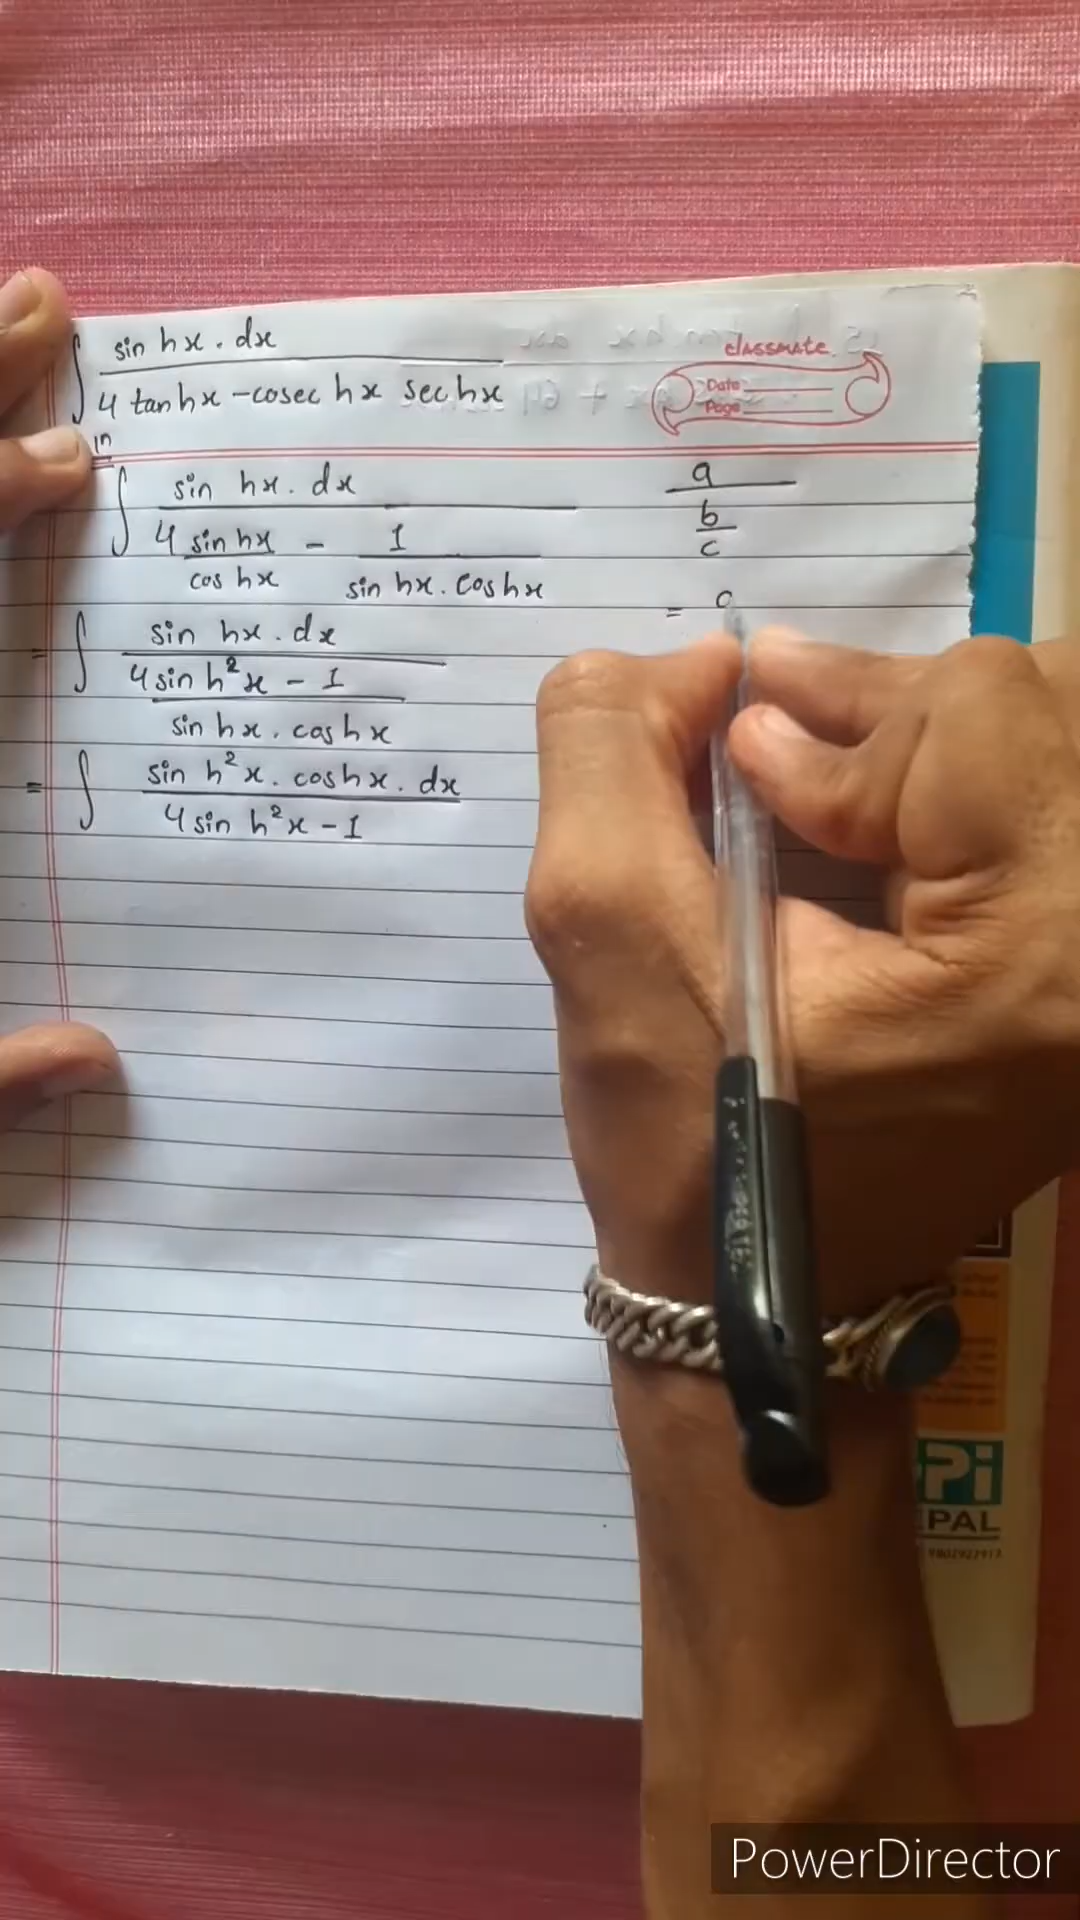 ∫ sin hx . dx / 4 tanhx - cosec hx sec hx
In
∫ sin hx . dx / (4 sin hx / cos hx - 1 / sin hx . cos hx)
= ∫ sin hx . dx / (4 sin h²x - 1 / sin hx . cos hx)
= ∫ sin h²x . cos hx . dx / 4 sin h²x - 1
classmate
Date
Page
a
b
c
=
Pi
PAL
PowerDirector